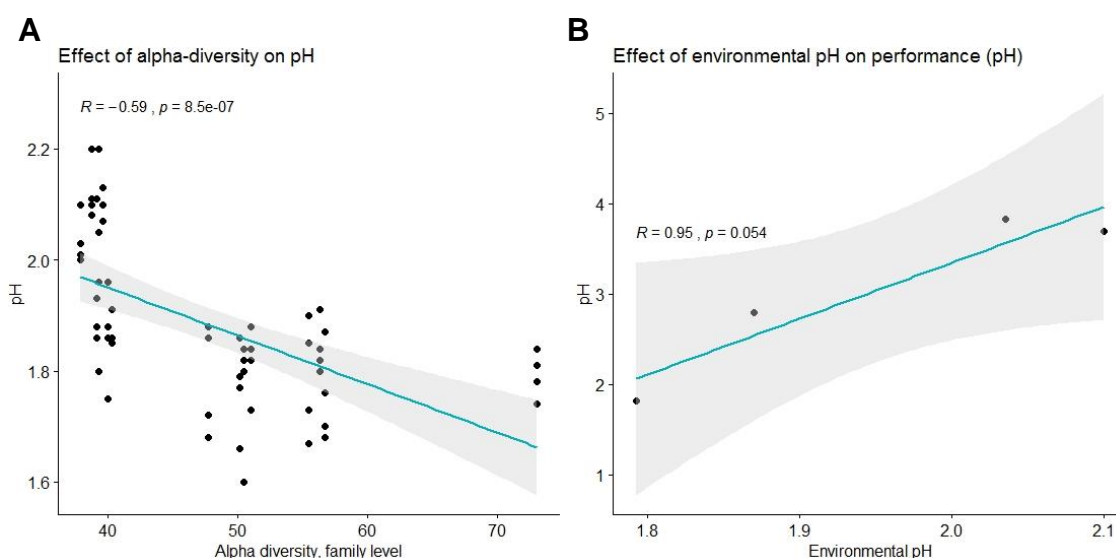 A
Effect of alpha-diversity on pH
R = −0.59 , p = 8.5e-07
pH
2.2
2.0
1.8
1.6
40 50 60 70
Alpha diversity, family level
B
Effect of environmental pH on performance (pH)
R = 0.95 , p = 0.054
pH
5
4
3
2
1
1.8 1.9 2.0 2.1
Environmental pH